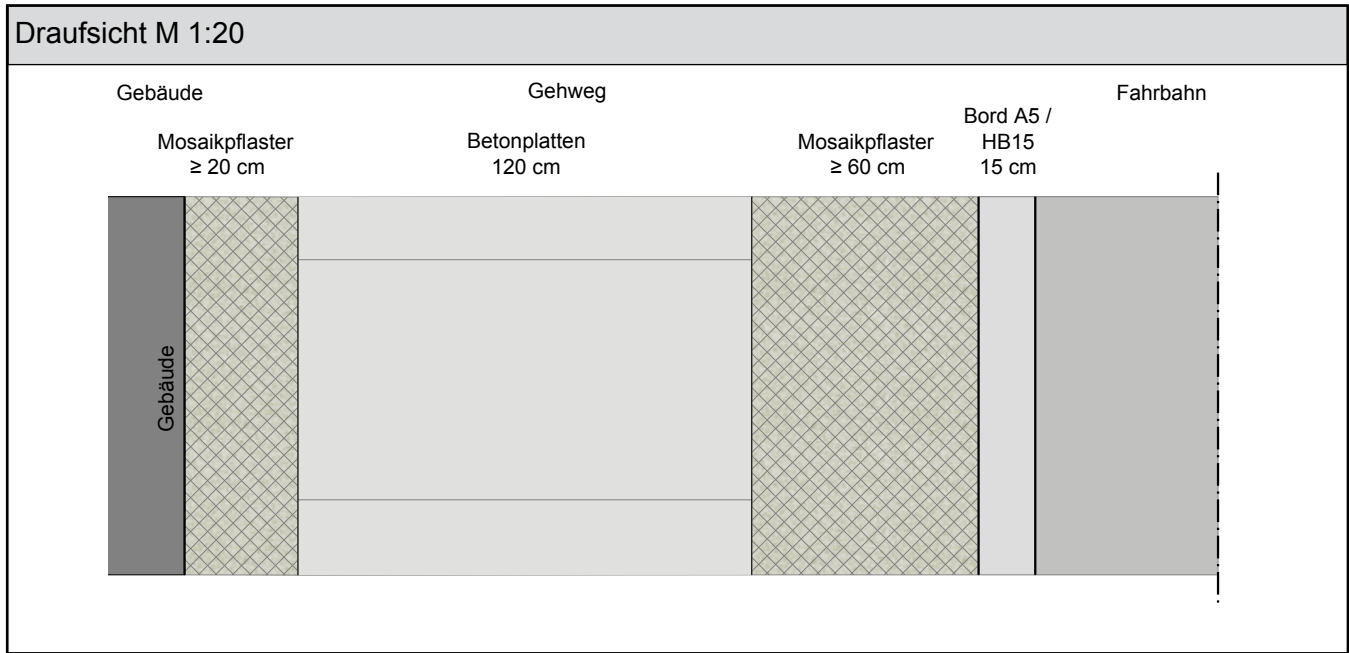 Draufsicht M 1:20
Gebäude
Gehweg
Fahrbahn
Mosaikpflaster
≥ 20 cm
Betonplatten
120 cm
Mosaikpflaster
≥ 60 cm
Bord A5 /
HB15
15 cm
Gebäude